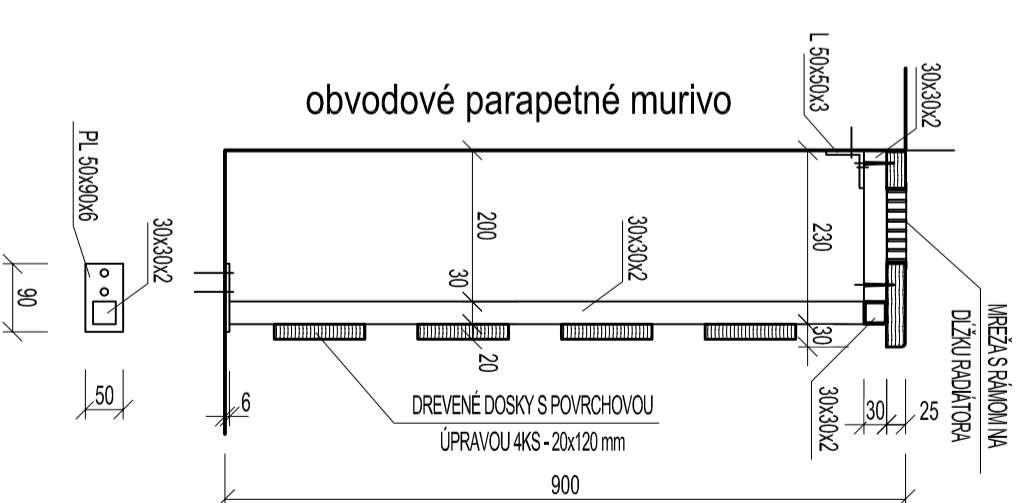 obvodové parapetné murivo
L 50x50x3
30x30x2
PL 50x90x6
30x30x2
200
30
20
30x30x2
230
30
30x30x2
30
25
MREŽA S RÁMOM NA
DĹŽKU RADIÁTORA
90
50
6
DREVENÉ DOSKY S POVRCHOVOU
ÚPRAVOU 4KS - 20x120 mm
900